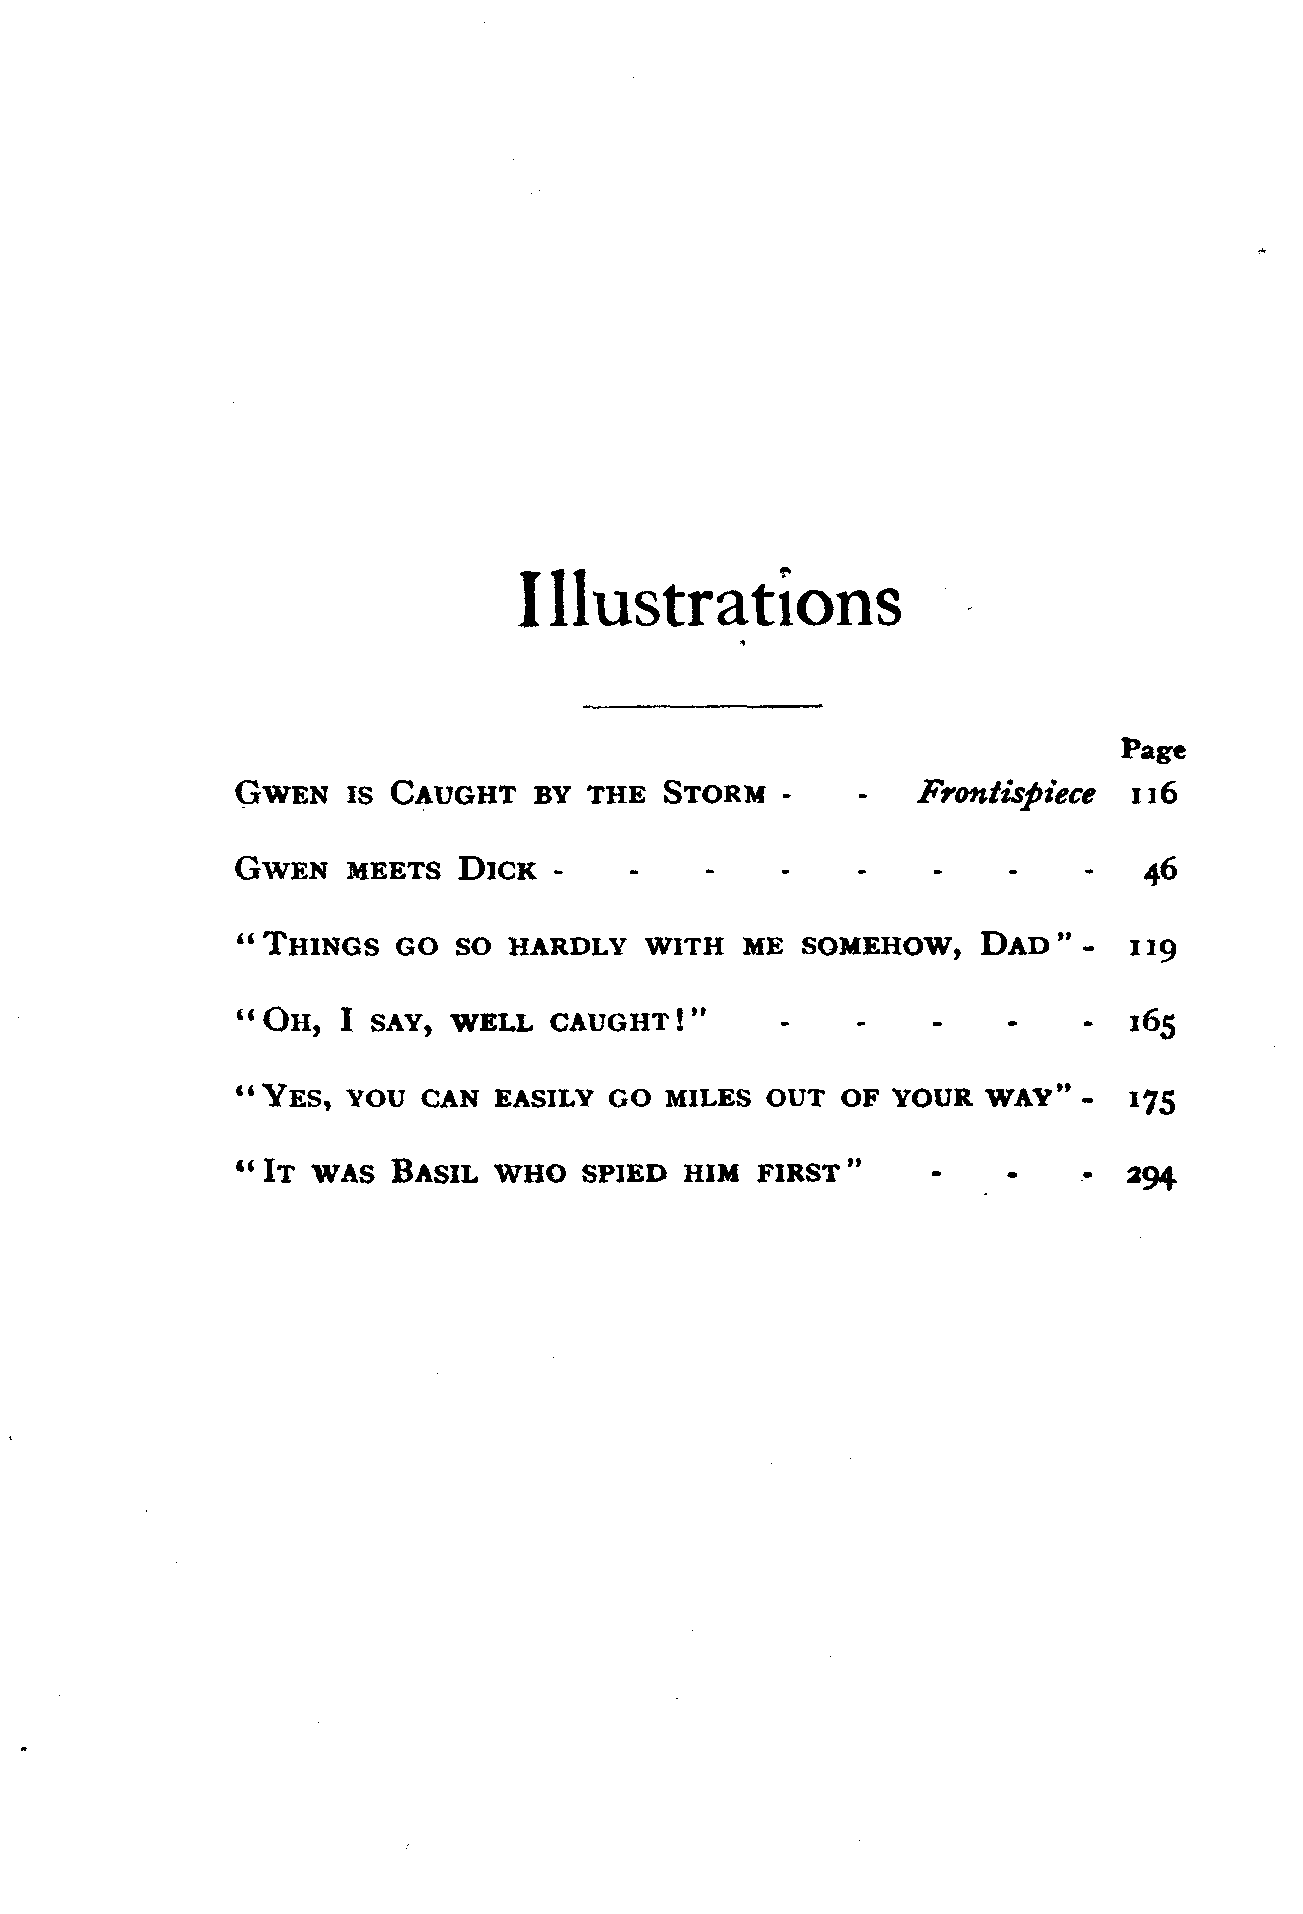 Illustrations
Page
Gwen is Caught by the Storm - - Frontispiece 116
Gwen meets Dick - - - - - - - - 46
"Things go so hardly with me somehow, Dad" - 119
"Oh, I say, well caught!" - - - - - 165
"Yes, you can easily go miles out of your way" - 175
"It was Basil who spied him first" - - - 294